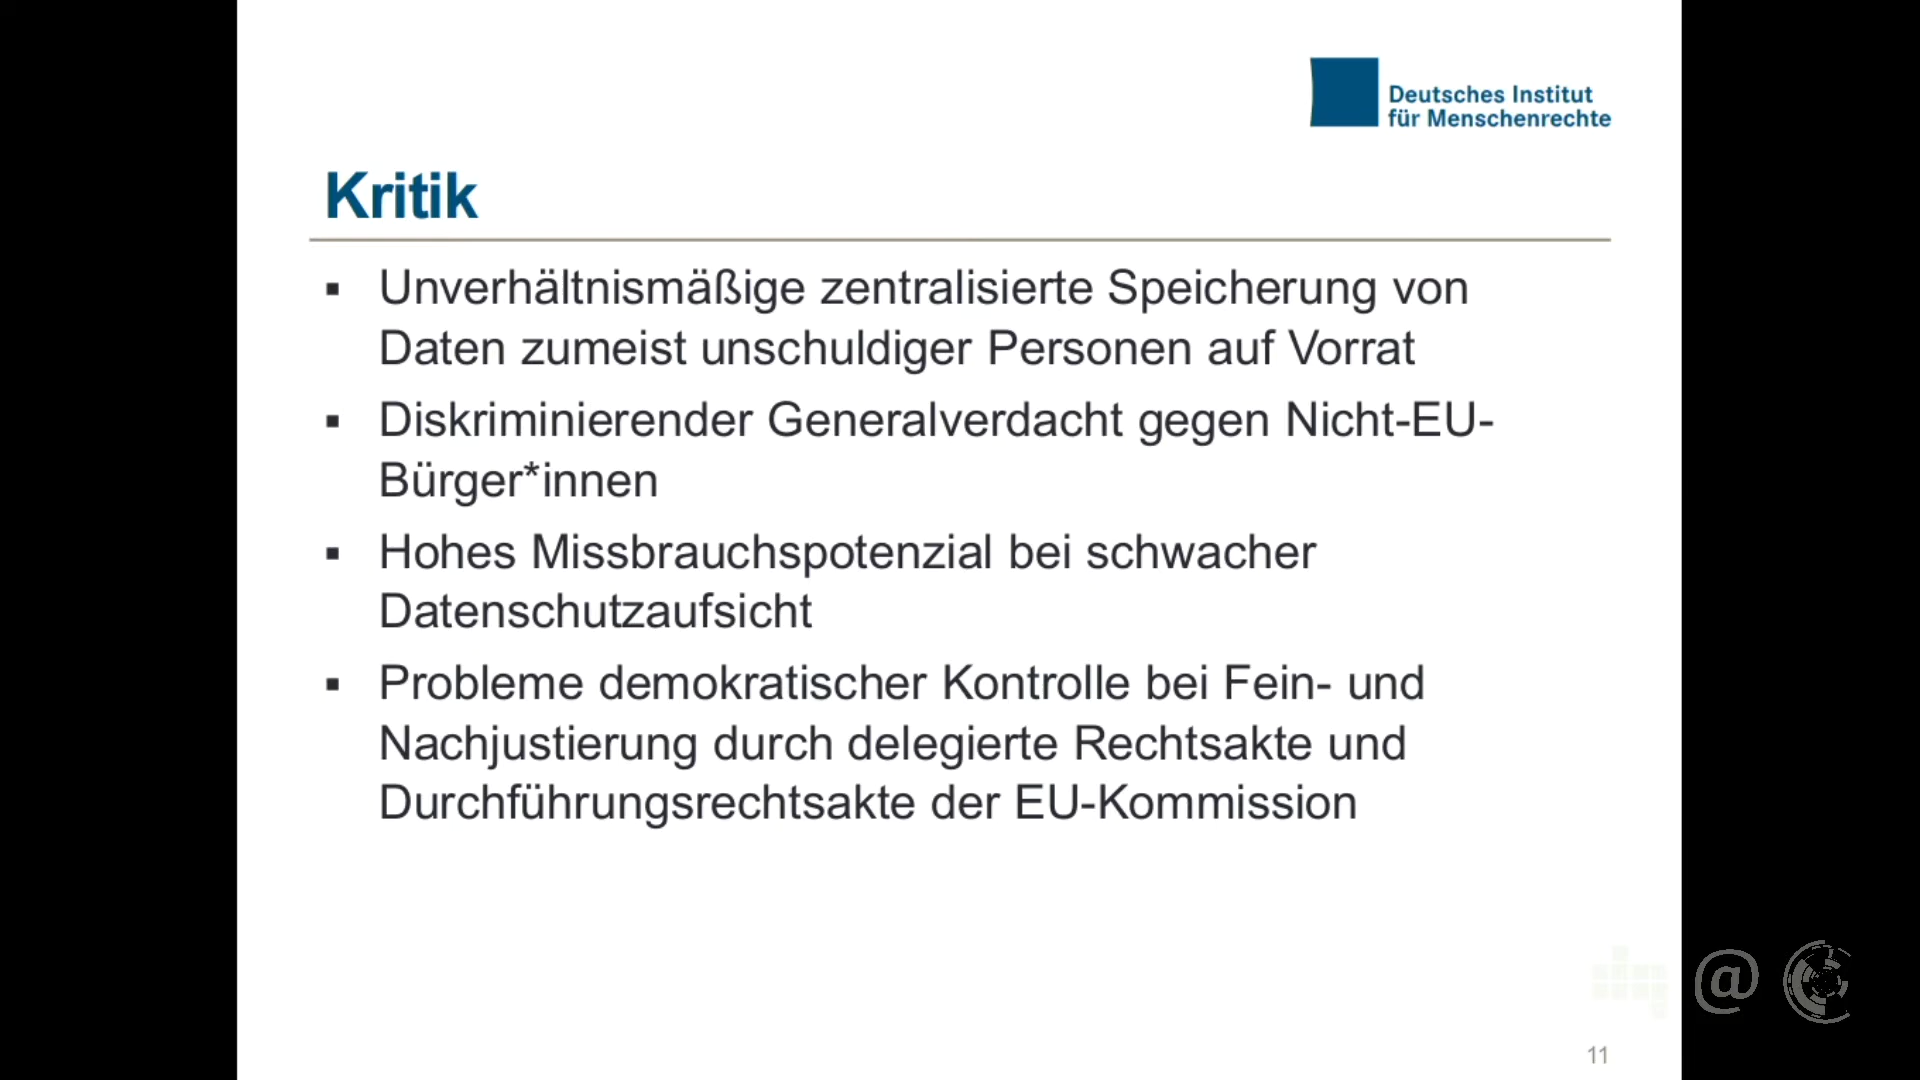 Deutsches Institut
für Menschenrechte
Kritik
▪ Unverhältnismäßige zentralisierte Speicherung von
Daten zumeist unschuldiger Personen auf Vorrat
▪ Diskriminierender Generalverdacht gegen Nicht-EU-
Bürger*innen
▪ Hohes Missbrauchspotenzial bei schwacher
Datenschutzaufsicht
▪ Probleme demokratischer Kontrolle bei Fein- und
Nachjustierung durch delegierte Rechtsakte und
Durchführungsrechtsakte der EU-Kommission
@
11